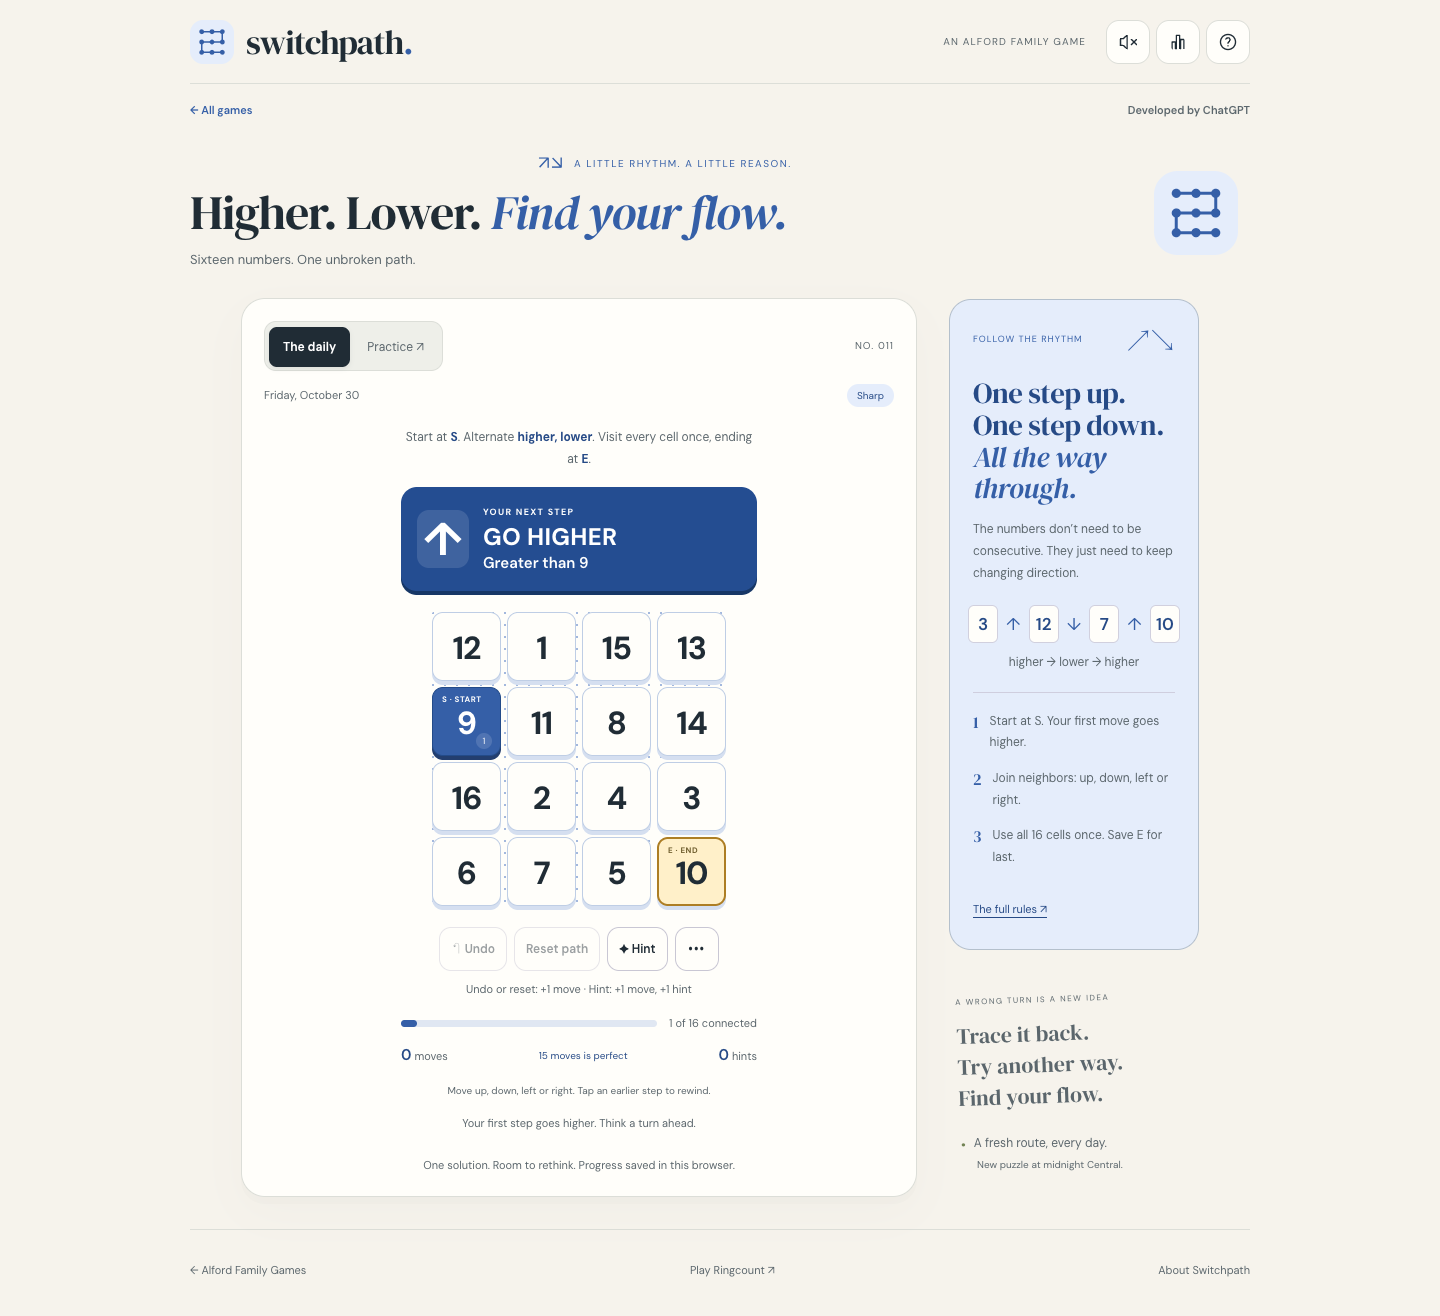 switchpath.
AN ALFORD FAMILY GAME
← All games
Developed by ChatGPT
A LITTLE RHYTHM. A LITTLE REASON.
Higher. Lower. Find your flow.
Sixteen numbers. One unbroken path.
The daily
Practice ↗
NO. 011
Friday, October 30
Sharp
Start at S. Alternate higher, lower. Visit every cell once, ending
at E.
YOUR NEXT STEP
GO HIGHER
Greater than 9
12 1 15 13
S · START
9 11 8 14
1
16 2 4 3
E · END
6 7 5 10
Undo
Reset path
✦ Hint
•••
Undo or reset: +1 move · Hint: +1 move, +1 hint
1 of 16 connected
0 moves
15 moves is perfect
0 hints
Move up, down, left or right. Tap an earlier step to rewind.
Your first step goes higher. Think a turn ahead.
One solution. Room to rethink. Progress saved in this browser.
FOLLOW THE RHYTHM
One step up.
One step down.
All the way
through.
The numbers don’t need to be
consecutive. They just need to keep
changing direction.
3 ↑ 12 ↓ 7 ↑ 10
higher → lower → higher
1 Start at S. Your first move goes
higher.
2 Join neighbors: up, down, left or
right.
3 Use all 16 cells once. Save E for
last.
The full rules ↗
A WRONG TURN IS A NEW IDEA
Trace it back.
Try another way.
Find your flow.
• A fresh route, every day.
New puzzle at midnight Central.
← Alford Family Games
Play Ringcount ↗
About Switchpath